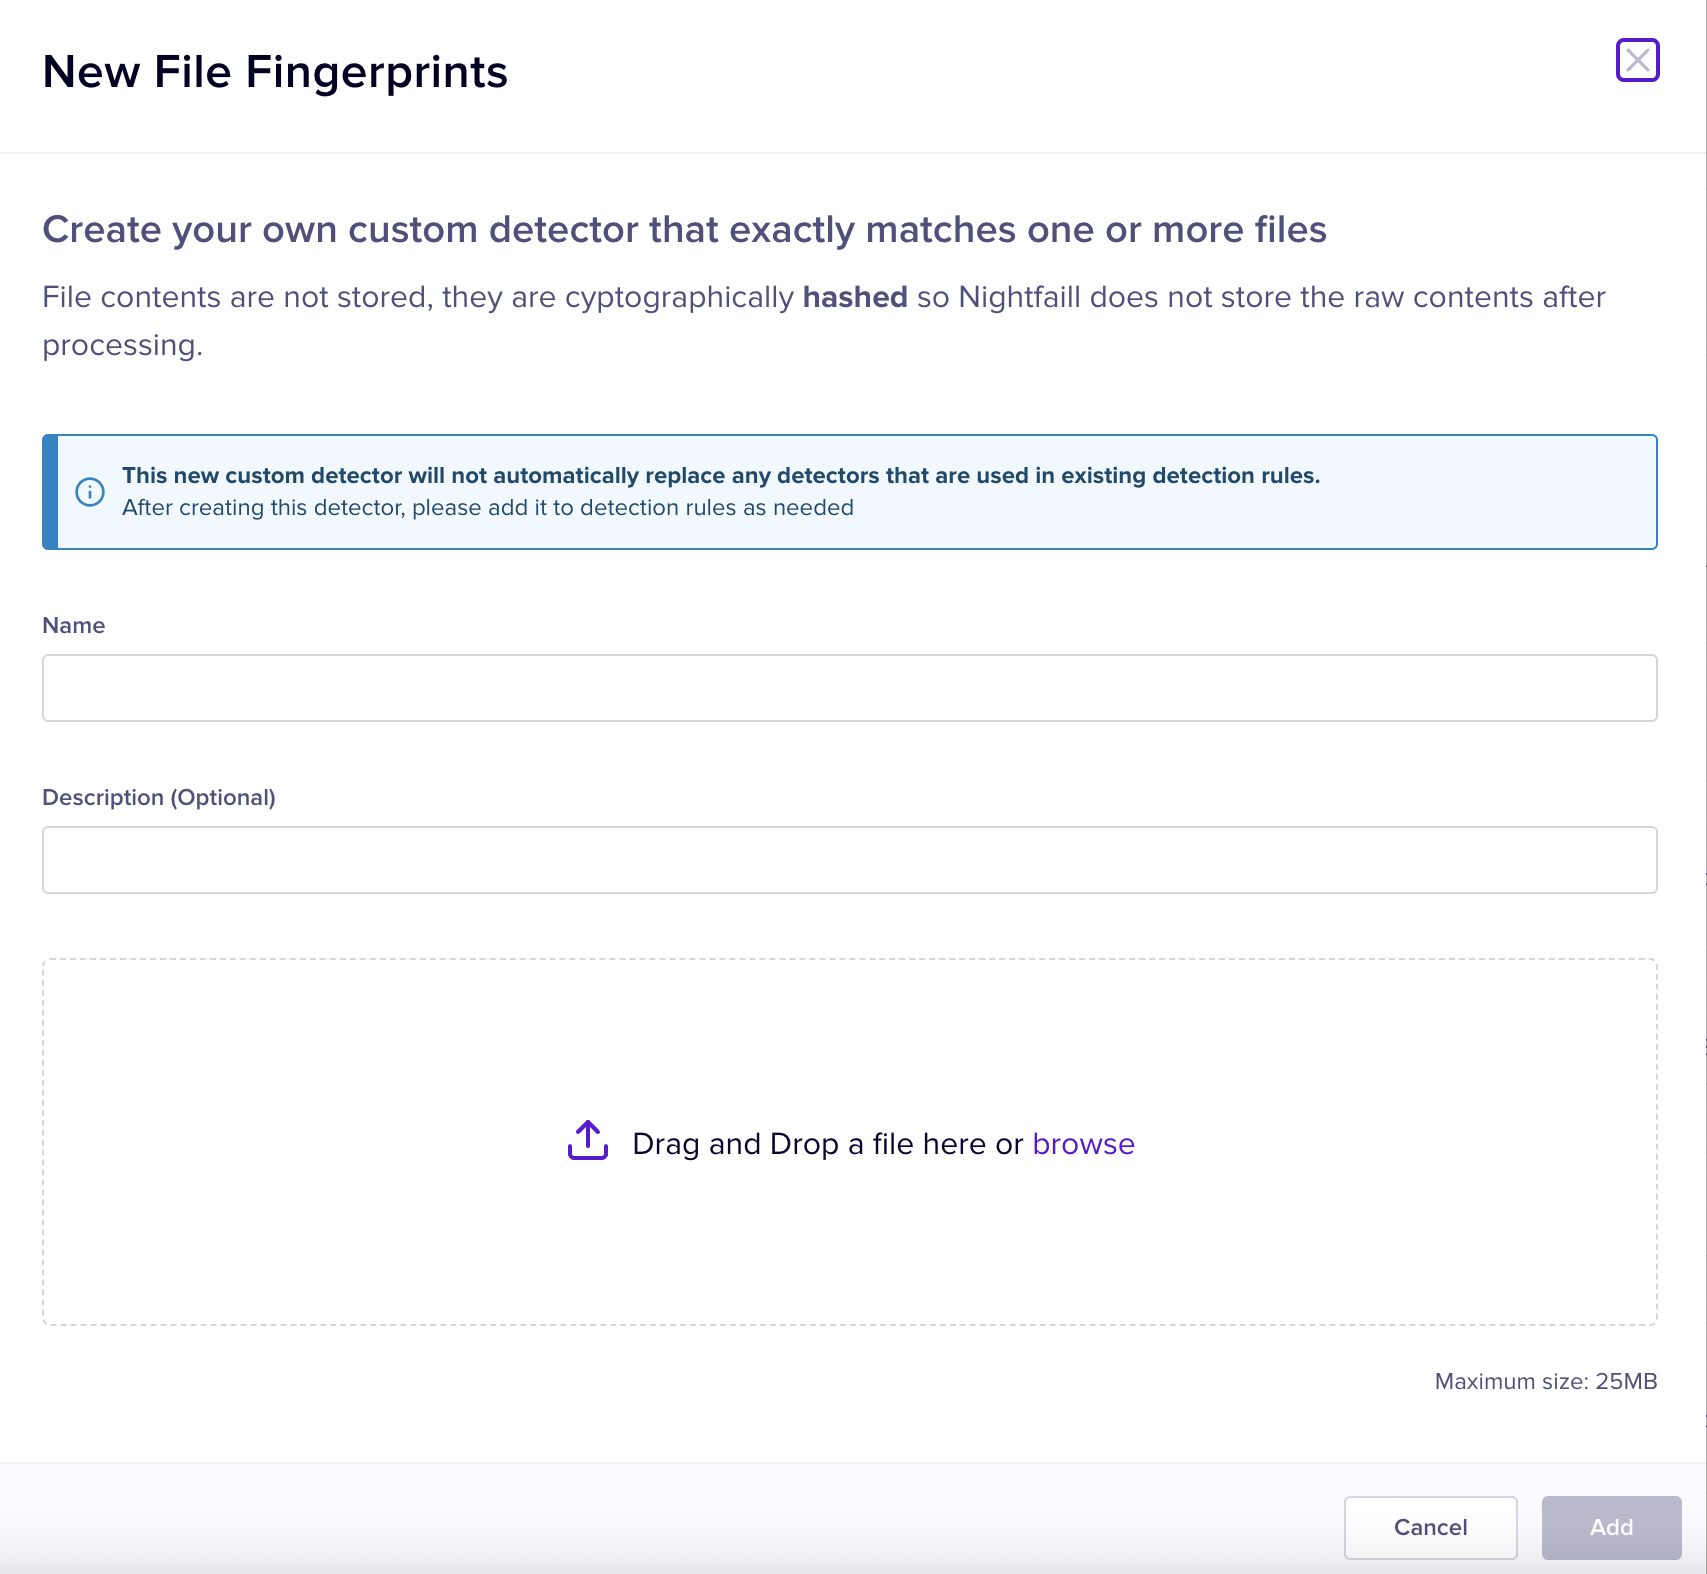 New File Fingerprints
Create your own custom detector that exactly matches one or more files
File contents are not stored, they are cyptographically hashed so Nightfaill does not store the raw contents after
processing.
This new custom detector will not automatically replace any detectors that are used in existing detection rules.
After creating this detector, please add it to detection rules as needed
Name
Description (Optional)
Drag and Drop a file here or browse
Maximum size: 25MB
Cancel
Add